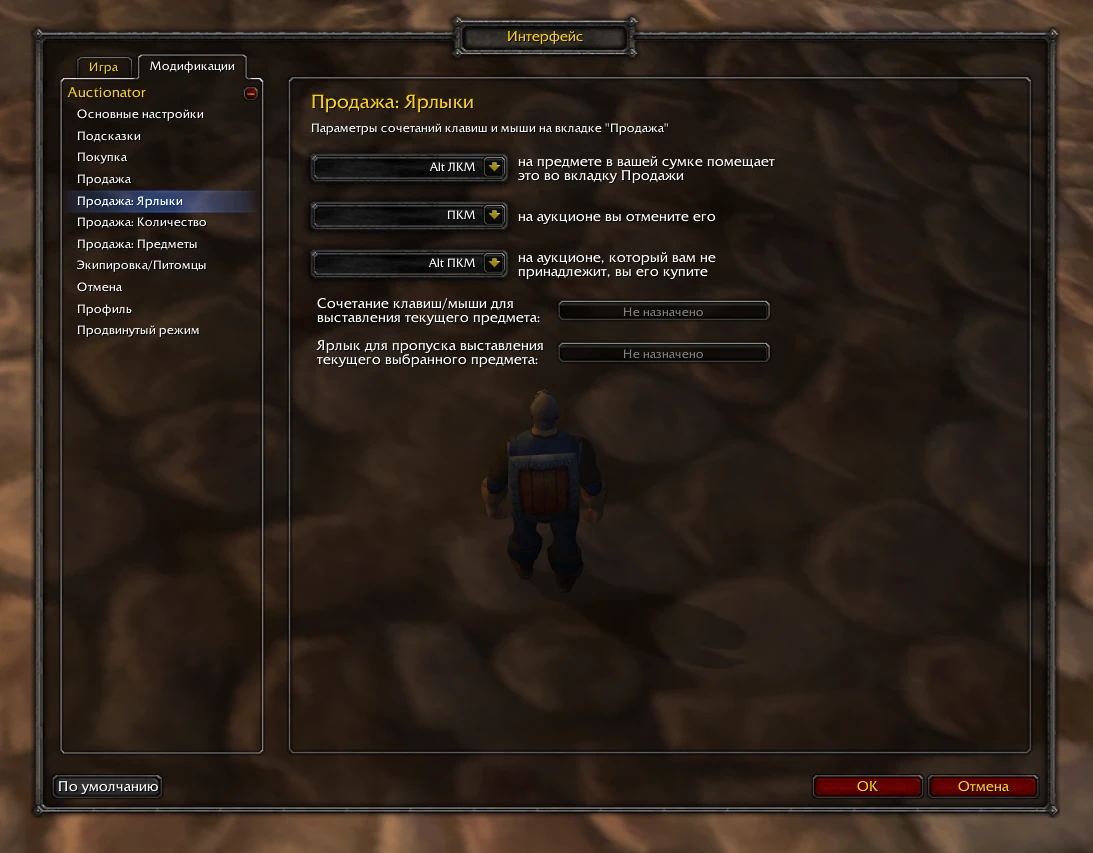 Интерфейс
Игра
Модификации
Auctionator
Основные настройки
Подсказки
Покупка
Продажа
Продажа: Ярлыки
Продажа: Количество
Продажа: Предметы
Экипировка/Питомцы
Отмена
Профиль
Продвинутый режим
Продажа: Ярлыки
Параметры сочетаний клавиш и мыши на вкладке "Продажа"
Alt ЛКМ
на предмете в вашей сумке помещает
это во вкладку Продажи
ПКМ
на аукционе вы отмените его
Alt ПКМ
на аукционе, который вам не
принадлежит, вы его купите
Сочетание клавиш/мыши для
выставления текущего предмета:
Не назначено
Ярлык для пропуска выставления
текущего выбранного предмета:
Не назначено
По умолчанию
ОК
Отмена